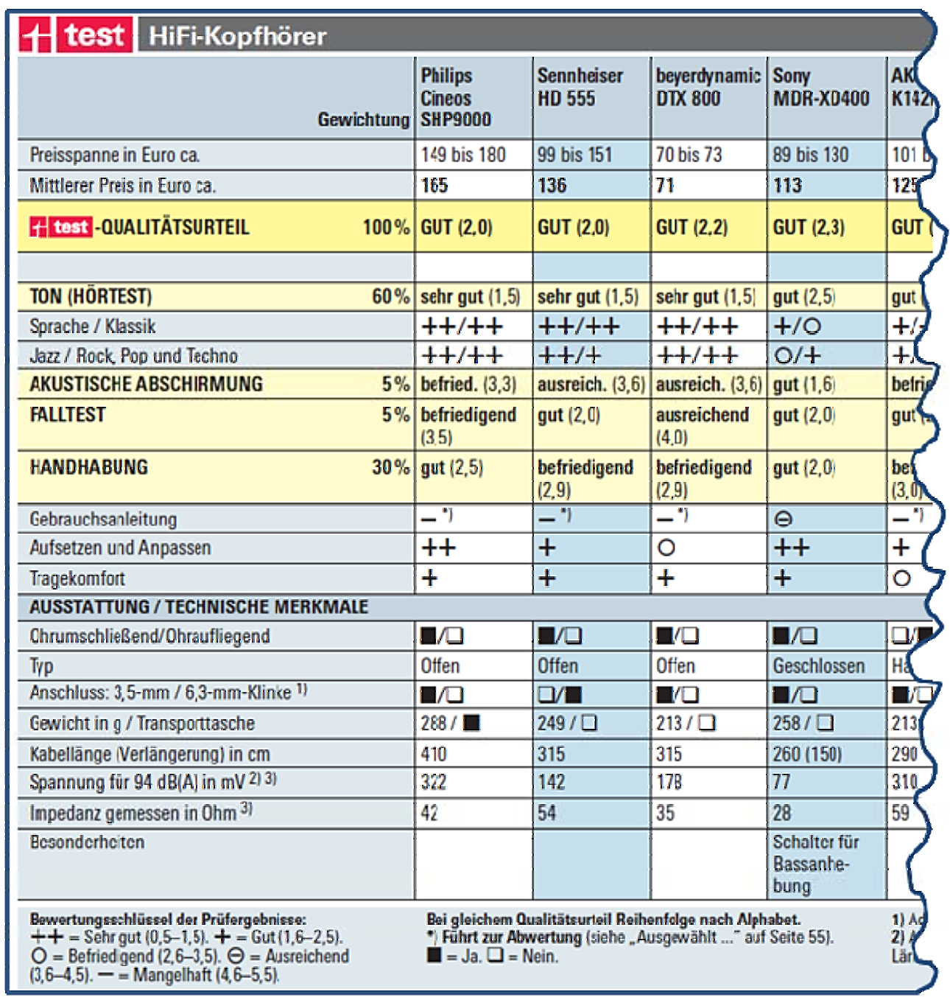 test HiFi-Kopfhörer
Philips Sennheiser beyerdynamic Sony AK
Cineos HD 555 DTX 800 MDR-XD400 K142
Gewichtung SHP9000
Preisspanne in Euro ca. 149 bis 180 99 bis 151 70 bis 73 89 bis 130 101 b
Mittlerer Preis in Euro ca. 165 136 71 113 125
test -QUALITÄTSURTEIL 100% GUT (2,0) GUT (2,0) GUT (2,2) GUT (2,3) GUT (
TON (HÖRTEST) 60% sehr gut (1,5) sehr gut (1,5) sehr gut (1,5) gut (2,5) gut
Sprache / Klassik ++/++ ++/++ ++/++ +/○ +/
Jazz / Rock, Pop und Techno ++/++ ++/+ ++/++ ○/+ +/
AKUSTISCHE ABSCHIRMUNG 5% befried. (3,3) ausreich. (3,6) ausreich. (3,6) gut (1,6) befrie
FALLTEST 5% befriedigend gut (2,0) ausreichend gut (2,0) gut
(3,5) (4,0)
HANDHABUNG 30% gut (2,5) befriedigend befriedigend gut (2,0) be
(2,9) (2,9) (3,0)
Gebrauchsanleitung – *) – *) – *) ⊖ – *)
Aufsetzen und Anpassen ++ + ○ ++ +
Tragekomfort + + + + ○
AUSSTATTUNG / TECHNISCHE MERKMALE
Ohrumschließend/Ohraufliegend ■/❑ ■/❑ ■/❑ ■/❑ ❑/■
Typ Offen Offen Offen Geschlossen Ha
Anschluss: 3,5-mm / 6,3-mm-Klinke 1) ■/❑ ❑/■ ■/❑ ■/❑ ■/❑
Gewicht in g / Transporttasche 288 / ■ 249 / ❑ 213 / ❑ 258 / ❑ 213
Kabellänge (Verlängerung) in cm 410 315 315 260 (150) 290
Spannung für 94 dB(A) in mV 2) 3) 322 142 178 77 310
Impedanz gemessen in Ohm 3) 42 54 35 28 59
Besonderheiten Schalter für
Bassanhe-
bung
Bewertungsschlüssel der Prüfergebnisse: Bei gleichem Qualitätsurteil Reihenfolge nach Alphabet. 1) Ad
++ = Sehr gut (0,5–1,5). + = Gut (1,6–2,5). *) Führt zur Abwertung (siehe „Ausgewählt ...“ auf Seite 55). 2)
○ = Befriedigend (2,6–3,5). ⊖ = Ausreichend ■ = Ja. ❑ = Nein. Län
(3,6–4,5). – = Mangelhaft (4,6–5,5).